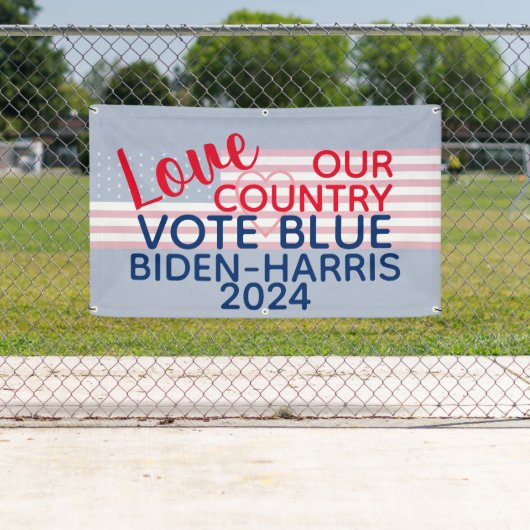 Love OUR
COUNTRY
VOTE BLUE
BIDEN-HARRIS
2024